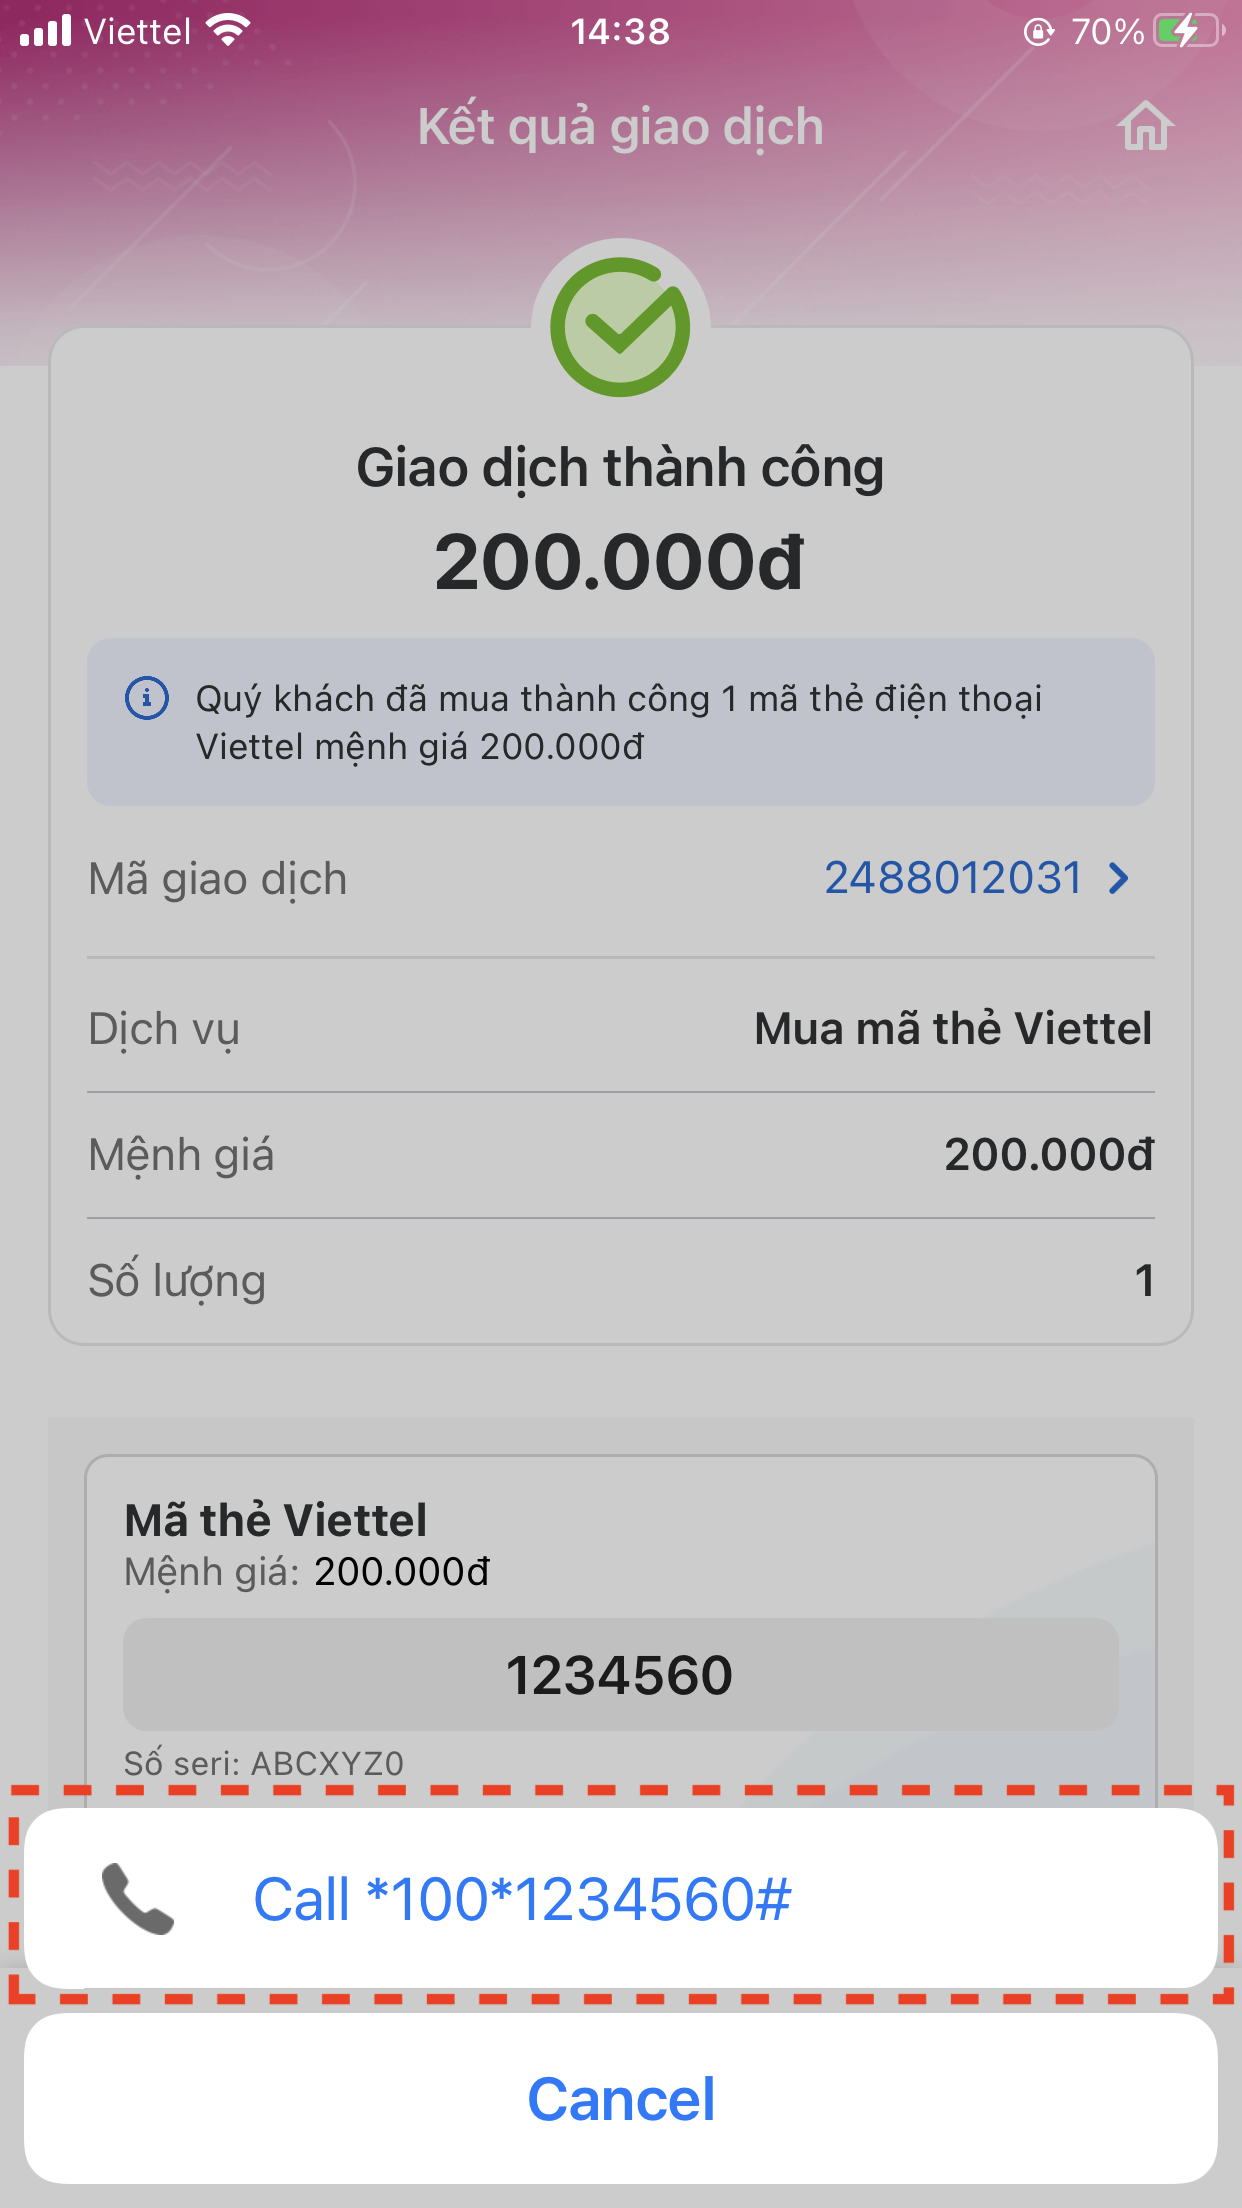 Viettel
14:38
70%
Kết quả giao dịch
Giao dịch thành công
200.000đ
Quý khách đã mua thành công 1 mã thẻ điện thoại
Viettel mệnh giá 200.000đ
Mã giao dịch 2488012031
Dịch vụ Mua mã thẻ Viettel
Mệnh giá 200.000đ
Số lượng 1
Mã thẻ Viettel
Mệnh giá: 200.000đ
1234560
Số seri: ABCXYZ0
Call *100*1234560#
Cancel